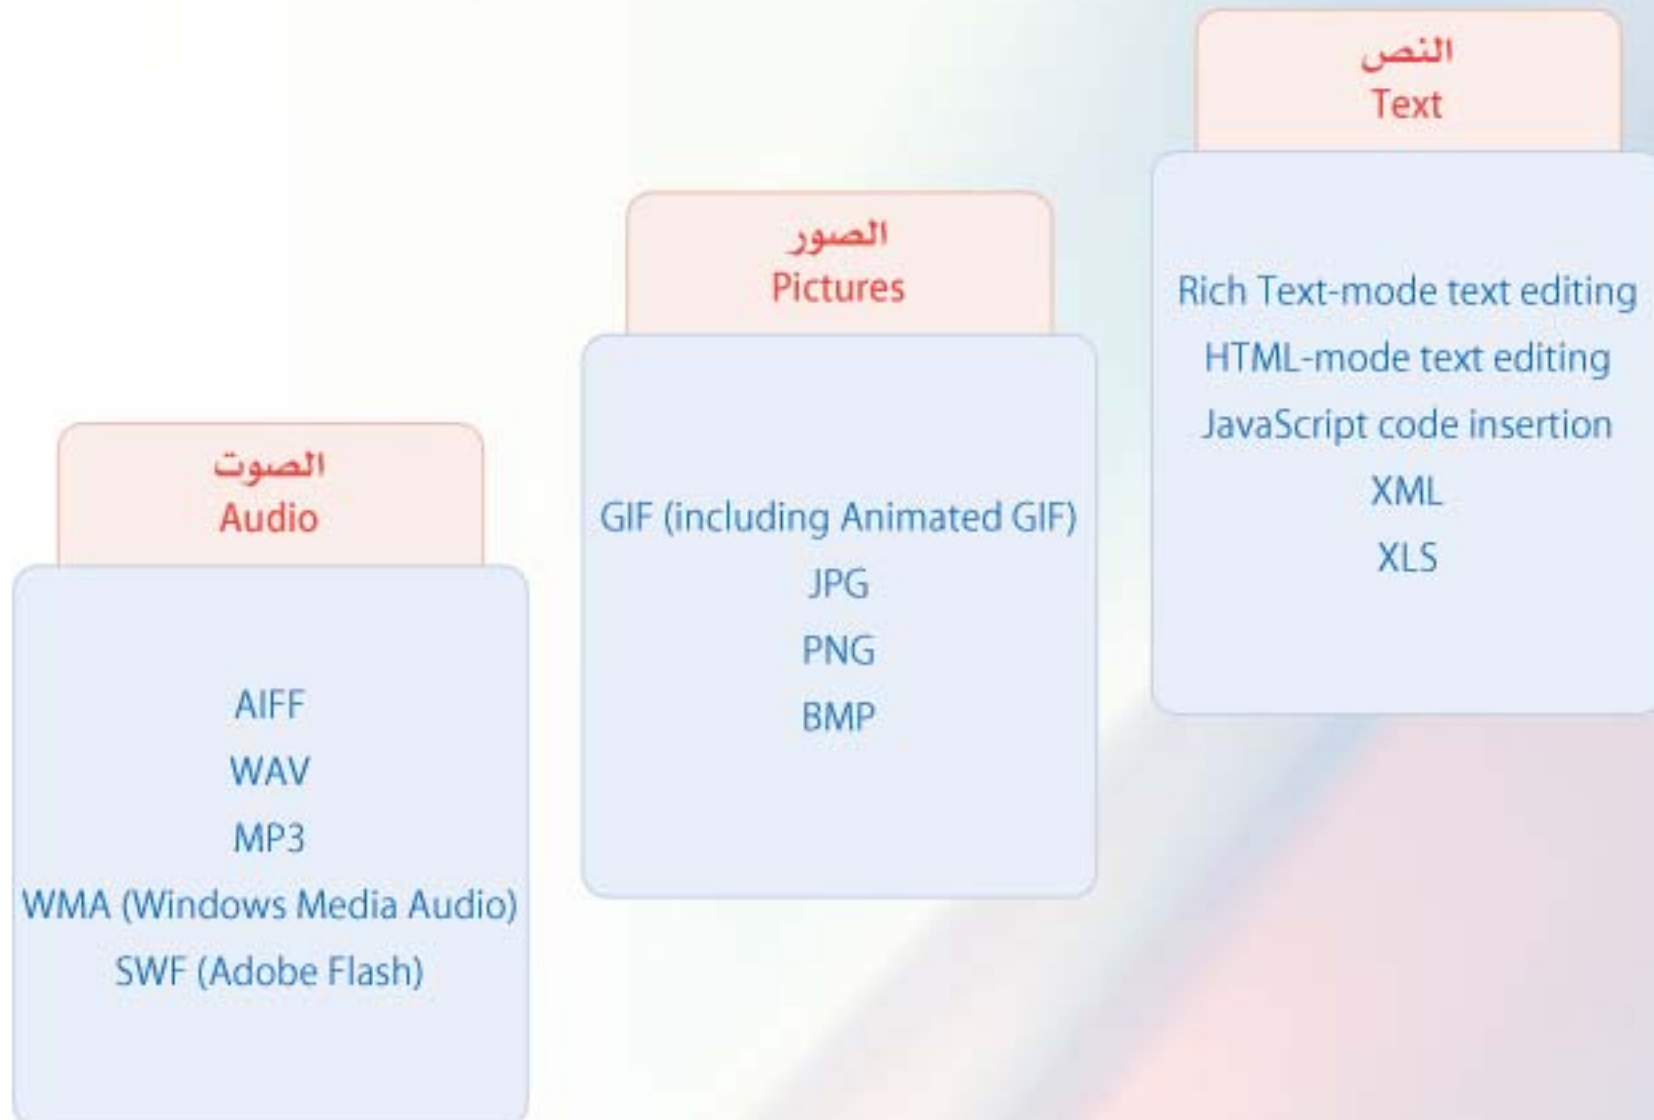 النص
Text
Rich Text-mode text editing
HTML-mode text editing
JavaScript code insertion
XML
XLS
الصور
Pictures
GIF (including Animated GIF)
JPG
PNG
BMP
الصوت
Audio
AIFF
WAV
MP3
WMA (Windows Media Audio)
SWF (Adobe Flash)